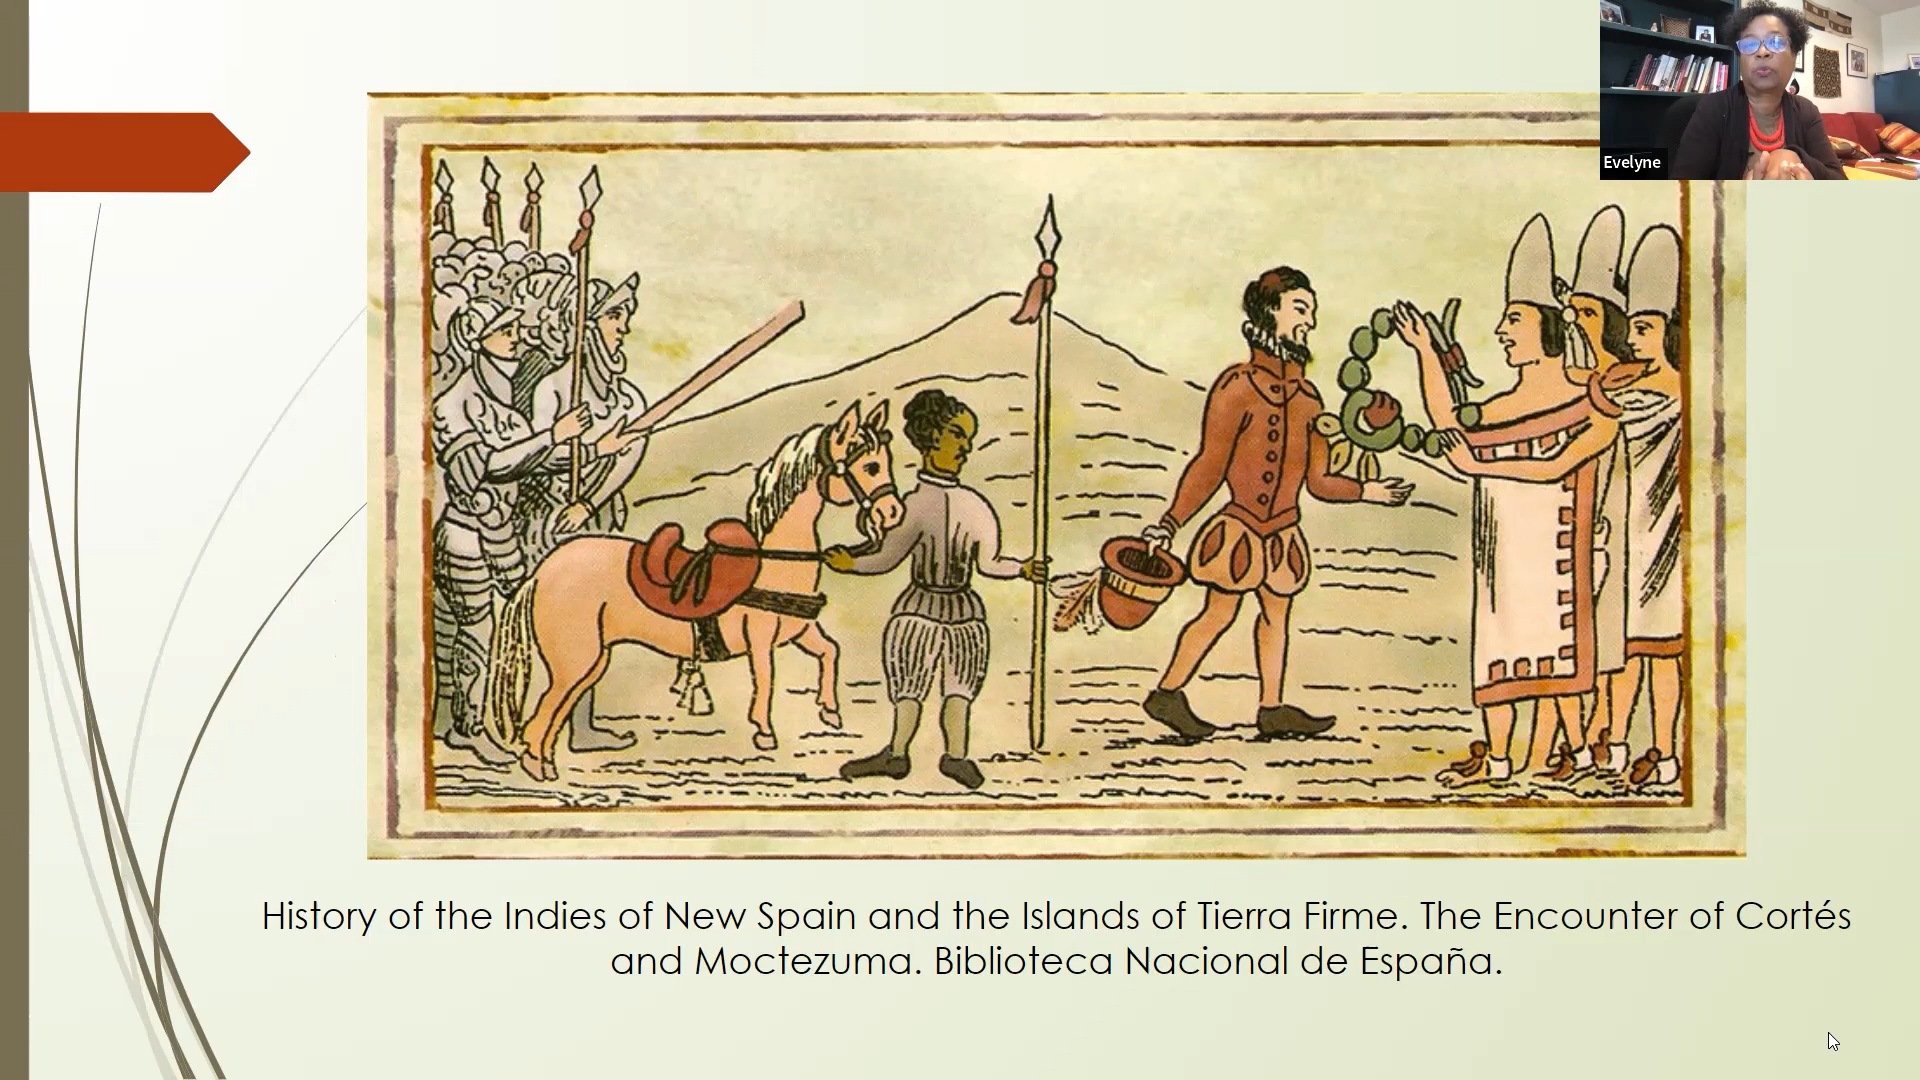 Evelyne
History of the Indies of New Spain and the Islands of Tierra Firme. The Encounter of Cortés
and Moctezuma. Biblioteca Nacional de España.